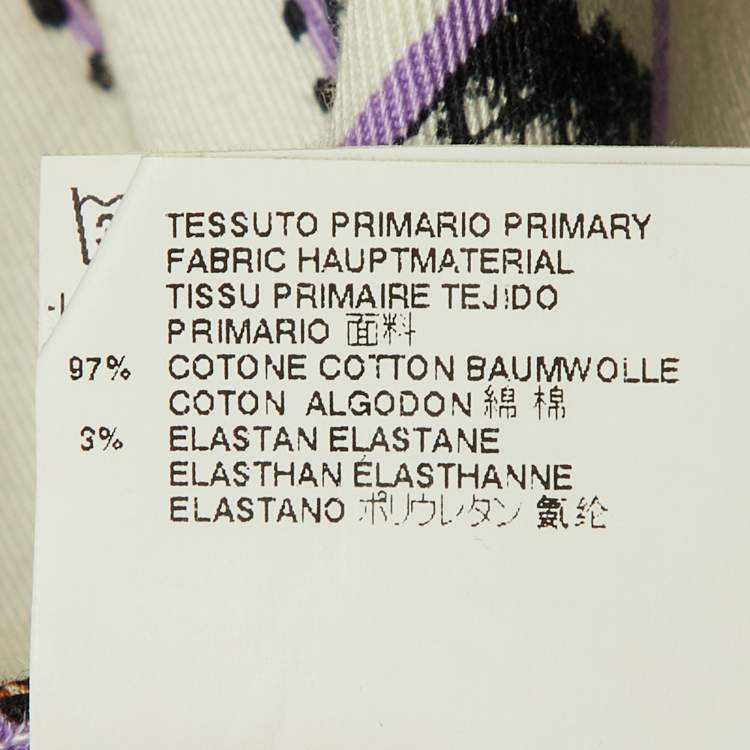 TESSUTO PRIMARIO PRIMARY
FABRIC HAUPTMATERIAL
TISSU PRIMAIRE TEJIDO
PRIMARIO 面料
97% COTONE COTTON BAUMWOLLE
COTON ALGODON 綿 棉
3% ELASTAN ELASTANE
ELASTHAN ÉLASTHANNE
ELASTANO ポリウレタン 氨纶